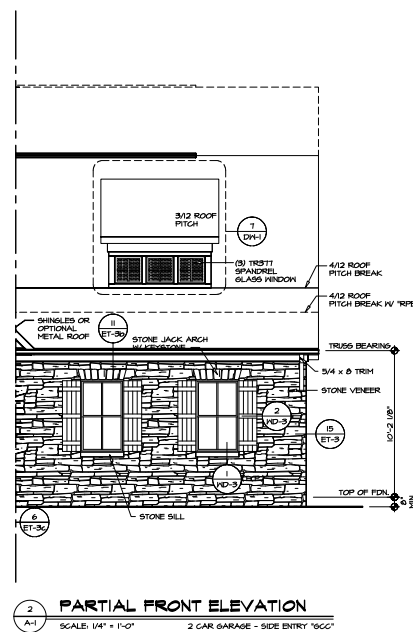 3/12 ROOF
PITCH
7
DW-1
(3) TR377
SPANDREL
GLASS WINDOW
4/12 ROOF
PITCH BREAK
4/12 ROOF
PITCH BREAK W/ "RPB
SHINGLES OR
OPTIONAL
METAL ROOF
11
ET-36
STONE JACK ARCH
W/ KEYSTONE
TRUSS BEARING
5/4 x 8 TRIM
STONE VENEER
2
WD-3
15
ET-3
10'-2 1/8"
1
WD-3
TOP OF FDN.
8"
MIN
STONE SILL
6
ET-36
2
A-1
PARTIAL FRONT ELEVATION
SCALE: 1/4" = 1'-0"
2 CAR GARAGE - SIDE ENTRY "GCC"